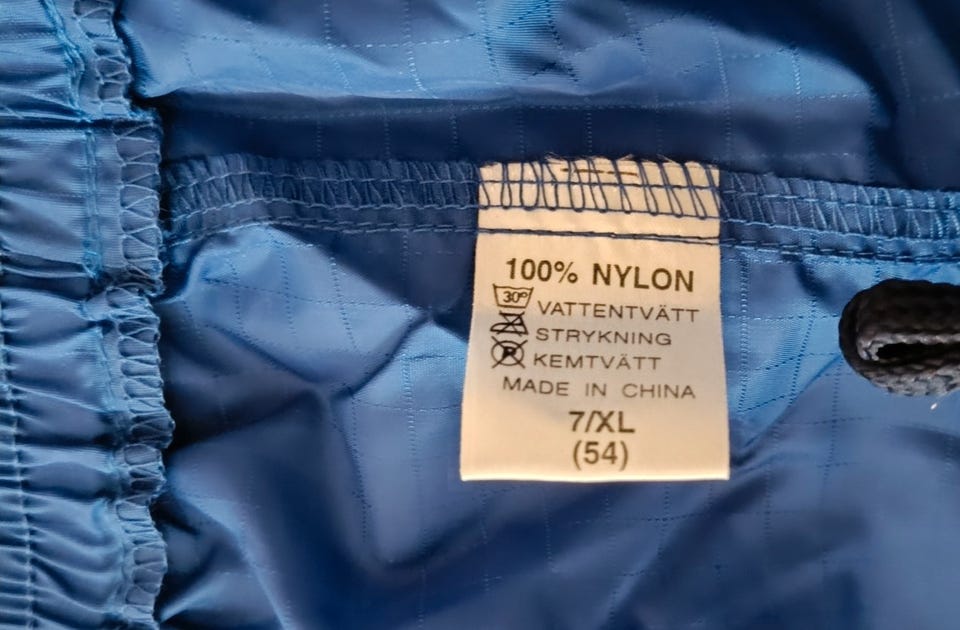 100% NYLON
30° VATTENTVÄTT
STRYKNING
P KEMTVÄTT
MADE IN CHINA
7/XL
(54)